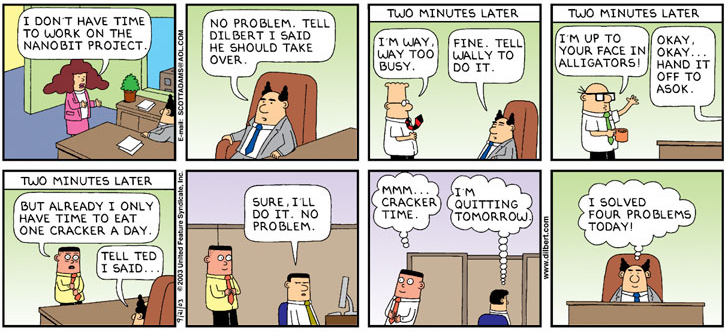 I DON'T HAVE TIME
TO WORK ON THE
NANOBIT PROJECT.
E-mail: SCOTTADAMS@AOL.COM
NO PROBLEM. TELL
DILBERT I SAID
HE SHOULD TAKE
OVER.
TWO MINUTES LATER
I'M WAY,
WAY TOO
BUSY.
FINE. TELL
WALLY TO
DO IT.
TWO MINUTES LATER
I'M UP TO
YOUR FACE IN
ALLIGATORS!
OKAY,
OKAY...
HAND IT
OFF TO
ASOK.
TWO MINUTES LATER
BUT ALREADY I ONLY
HAVE TIME TO EAT
ONE CRACKER A DAY.
TELL TED
I SAID...
9/21/03 © 2003 United Feature Syndicate, Inc.
SURE, I'LL
DO IT. NO
PROBLEM.
MMM...
CRACKER
TIME.
I'M
QUITTING
TOMORROW.
www.dilbert.com
I SOLVED
FOUR PROBLEMS
TODAY!